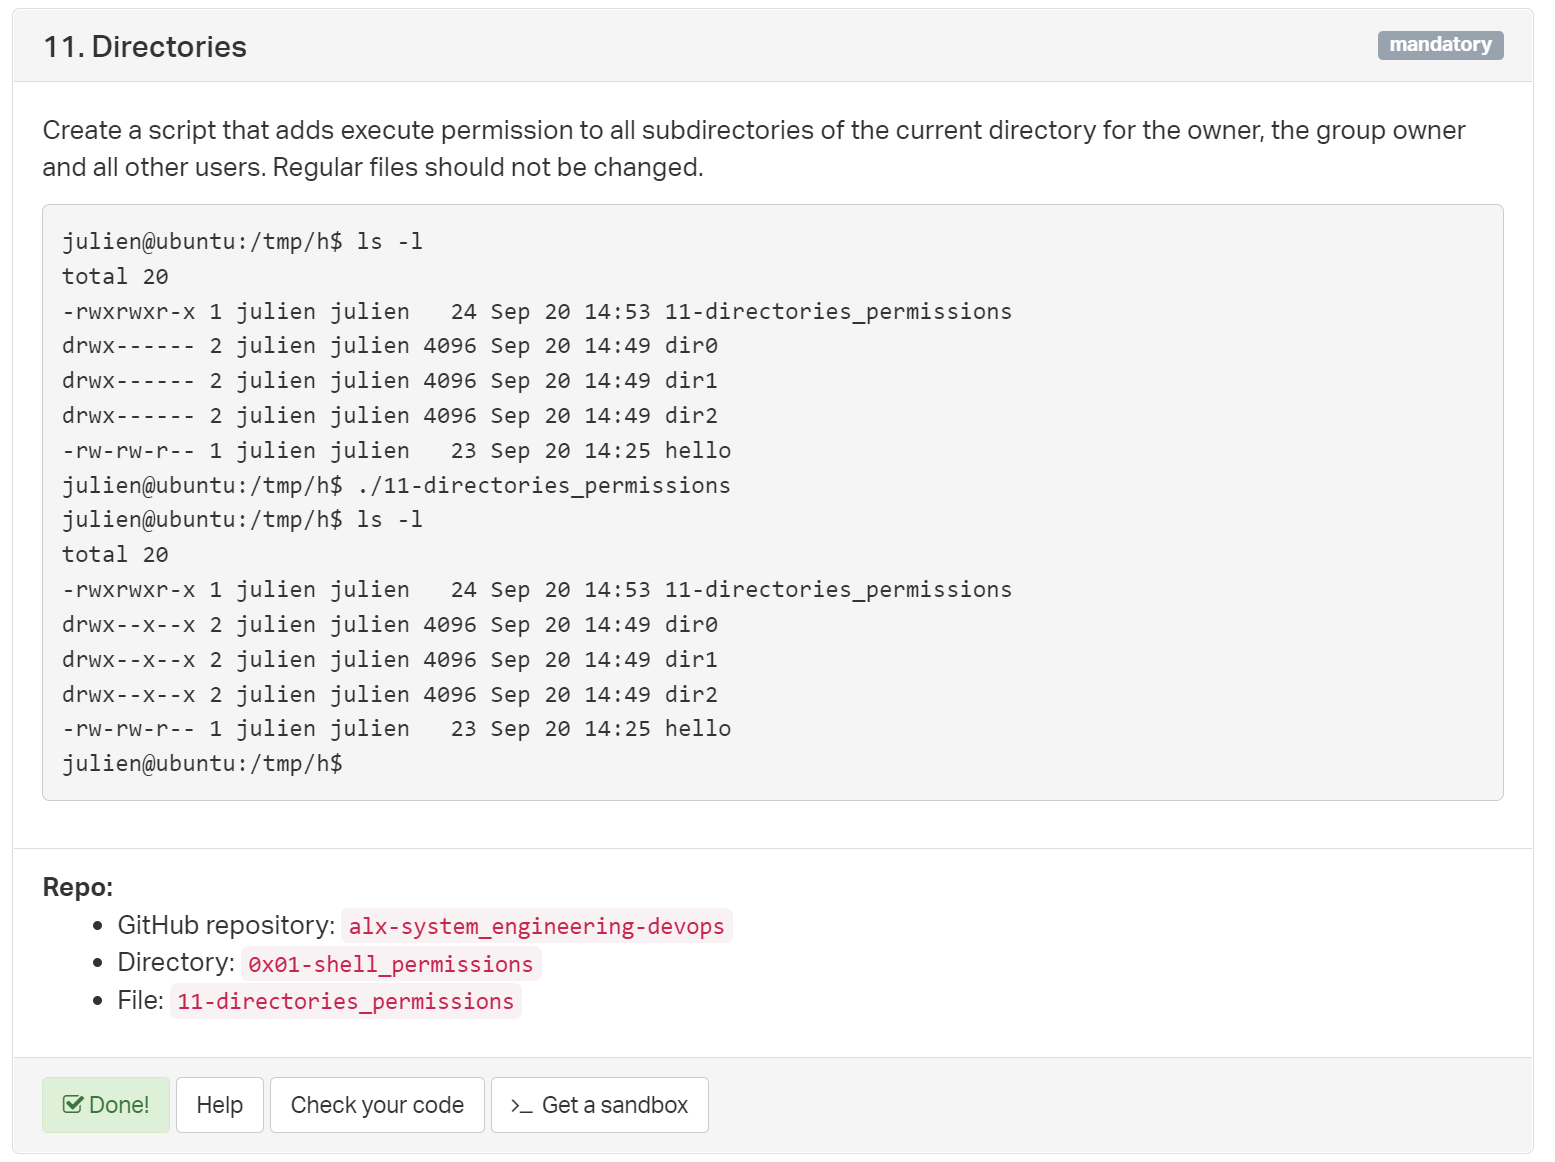 11. Directories
mandatory
Create a script that adds execute permission to all subdirectories of the current directory for the owner, the group owner
and all other users. Regular files should not be changed.
julien@ubuntu:/tmp/h$ ls -l
total 20
-rwxrwxr-x 1 julien julien   24 Sep 20 14:53 11-directories_permissions
drwx------ 2 julien julien 4096 Sep 20 14:49 dir0
drwx------ 2 julien julien 4096 Sep 20 14:49 dir1
drwx------ 2 julien julien 4096 Sep 20 14:49 dir2
-rw-rw-r-- 1 julien julien   23 Sep 20 14:25 hello
julien@ubuntu:/tmp/h$ ./11-directories_permissions
julien@ubuntu:/tmp/h$ ls -l
total 20
-rwxrwxr-x 1 julien julien   24 Sep 20 14:53 11-directories_permissions
drwx--x--x 2 julien julien 4096 Sep 20 14:49 dir0
drwx--x--x 2 julien julien 4096 Sep 20 14:49 dir1
drwx--x--x 2 julien julien 4096 Sep 20 14:49 dir2
-rw-rw-r-- 1 julien julien   23 Sep 20 14:25 hello
julien@ubuntu:/tmp/h$
Repo:
• GitHub repository: alx-system_engineering-devops
• Directory: 0x01-shell_permissions
• File: 11-directories_permissions
Done! Help Check your code >_ Get a sandbox